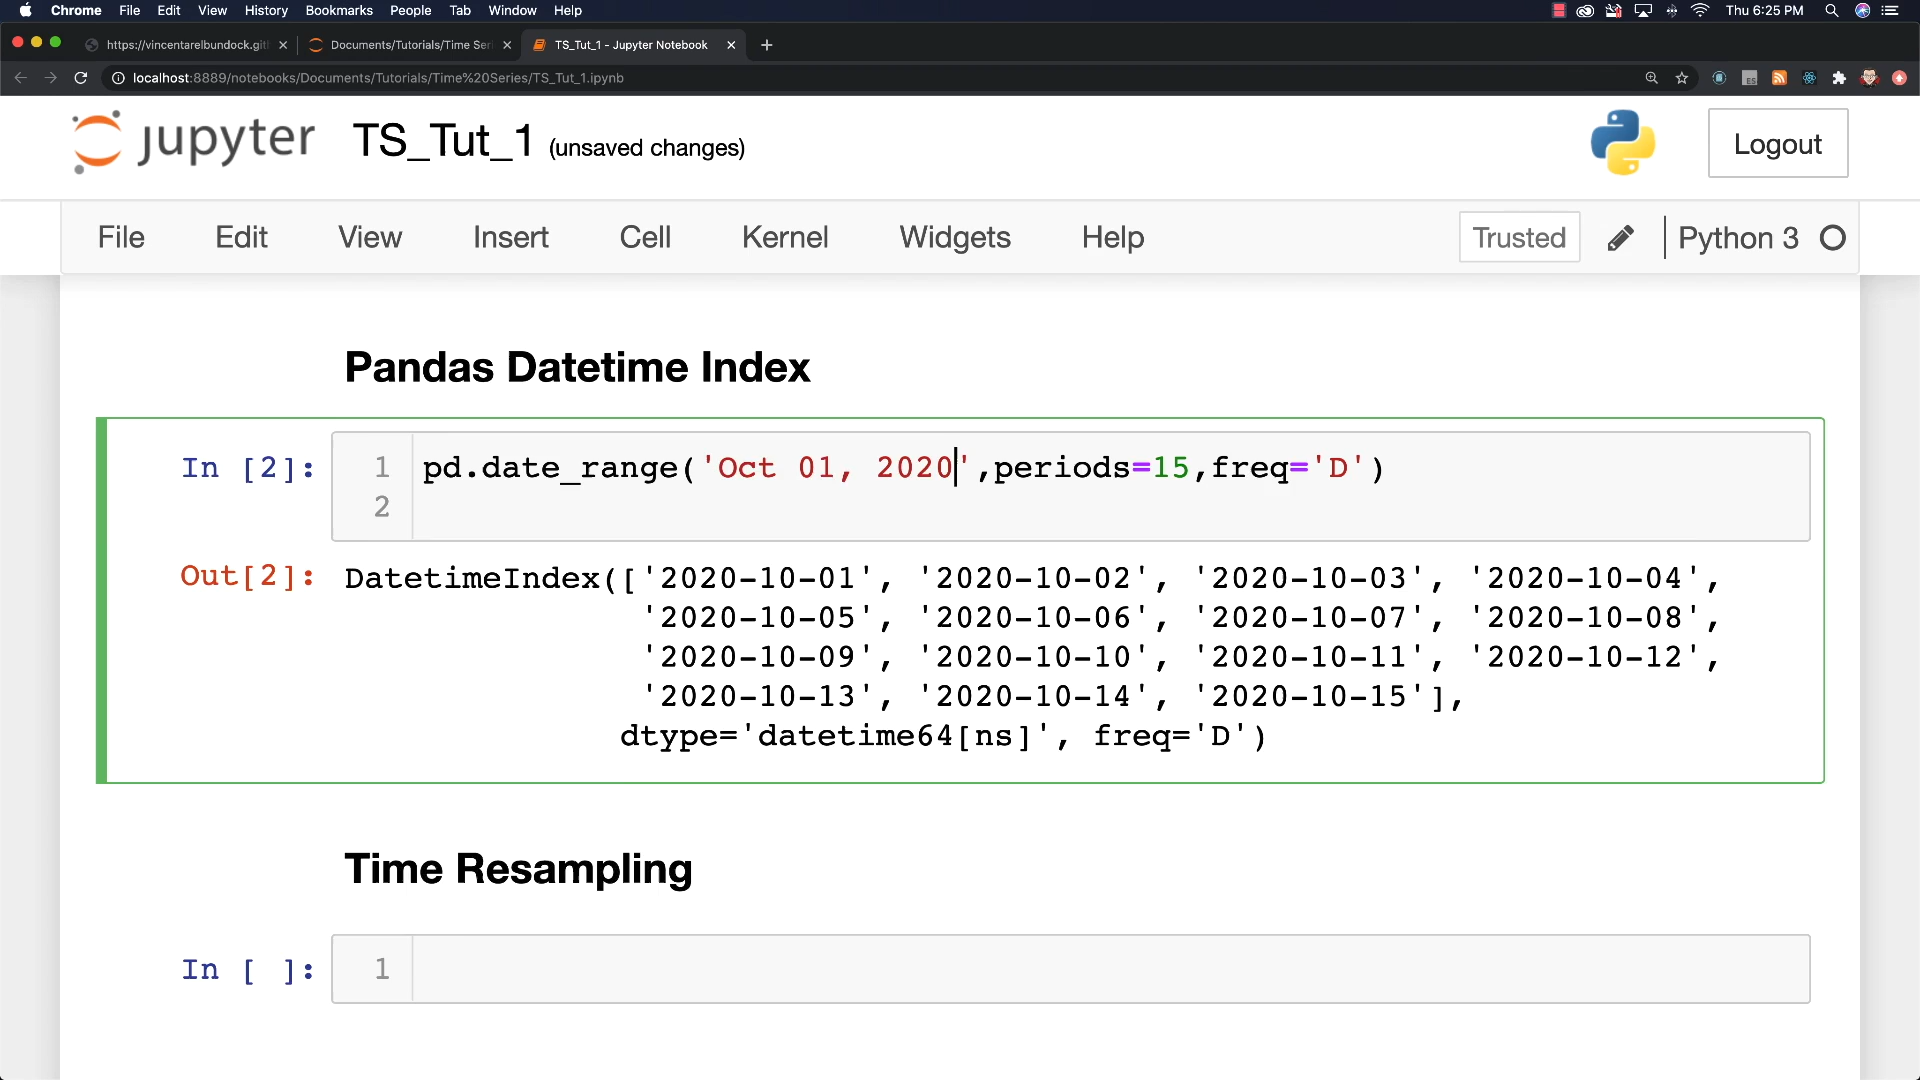 Chrome File Edit View History Bookmarks People Tab Window Help Thu 6:25 PM
https://vincentarelbundock.gitl Documents/Tutorials/Time Ser TS_Tut_1 - Jupyter Notebook
localhost:8889/notebooks/Documents/Tutorials/Time%20Series/TS_Tut_1.ipynb
jupyter TS_Tut_1 (unsaved changes) Logout
File Edit View Insert Cell Kernel Widgets Help Trusted Python 3
Pandas Datetime Index
In [2]: 1 pd.date_range('Oct 01, 2020',periods=15,freq='D')
2
Out[2]: DatetimeIndex(['2020-10-01', '2020-10-02', '2020-10-03', '2020-10-04',
'2020-10-05', '2020-10-06', '2020-10-07', '2020-10-08',
'2020-10-09', '2020-10-10', '2020-10-11', '2020-10-12',
'2020-10-13', '2020-10-14', '2020-10-15'],
dtype='datetime64[ns]', freq='D')
Time Resampling
In [ ]: 1